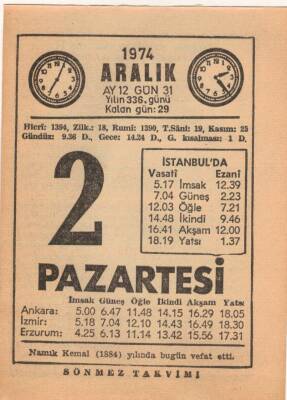 1974
ARALIK
AY 12 GÜN 31
Yılın 336. günü
Kalan gün: 29
Hicrî: 1394, Zilk.: 18, Rumî: 1390, T.Sâni: 19, Kasım: 25
Gündüz: 9.36 D., Gece: 14.24 D., G. kısalması: 1 D.
2
İSTANBUL'DA
Vasatî Ezanî
5.17 İmsak 12.39
7.04 Güneş 2.23
12.03 Öğle 7.21
14.48 İkindi 9.46
16.41 Akşam 12.00
18.19 Yatsı 1.37
PAZARTESİ
İmsak Güneş Öğle İkindi Akşam Yatsı
Ankara: 5.00 6.47 11.48 14.15 16.29 18.05
İzmir: 5.18 7.04 12.10 14.43 16.49 18.30
Erzurum: 4.25 6.13 11.14 13.42 15.56 17.31
Namık Kemal (1884) yılında bugün vefat etti.
SÖNMEZ TAKVİMİ